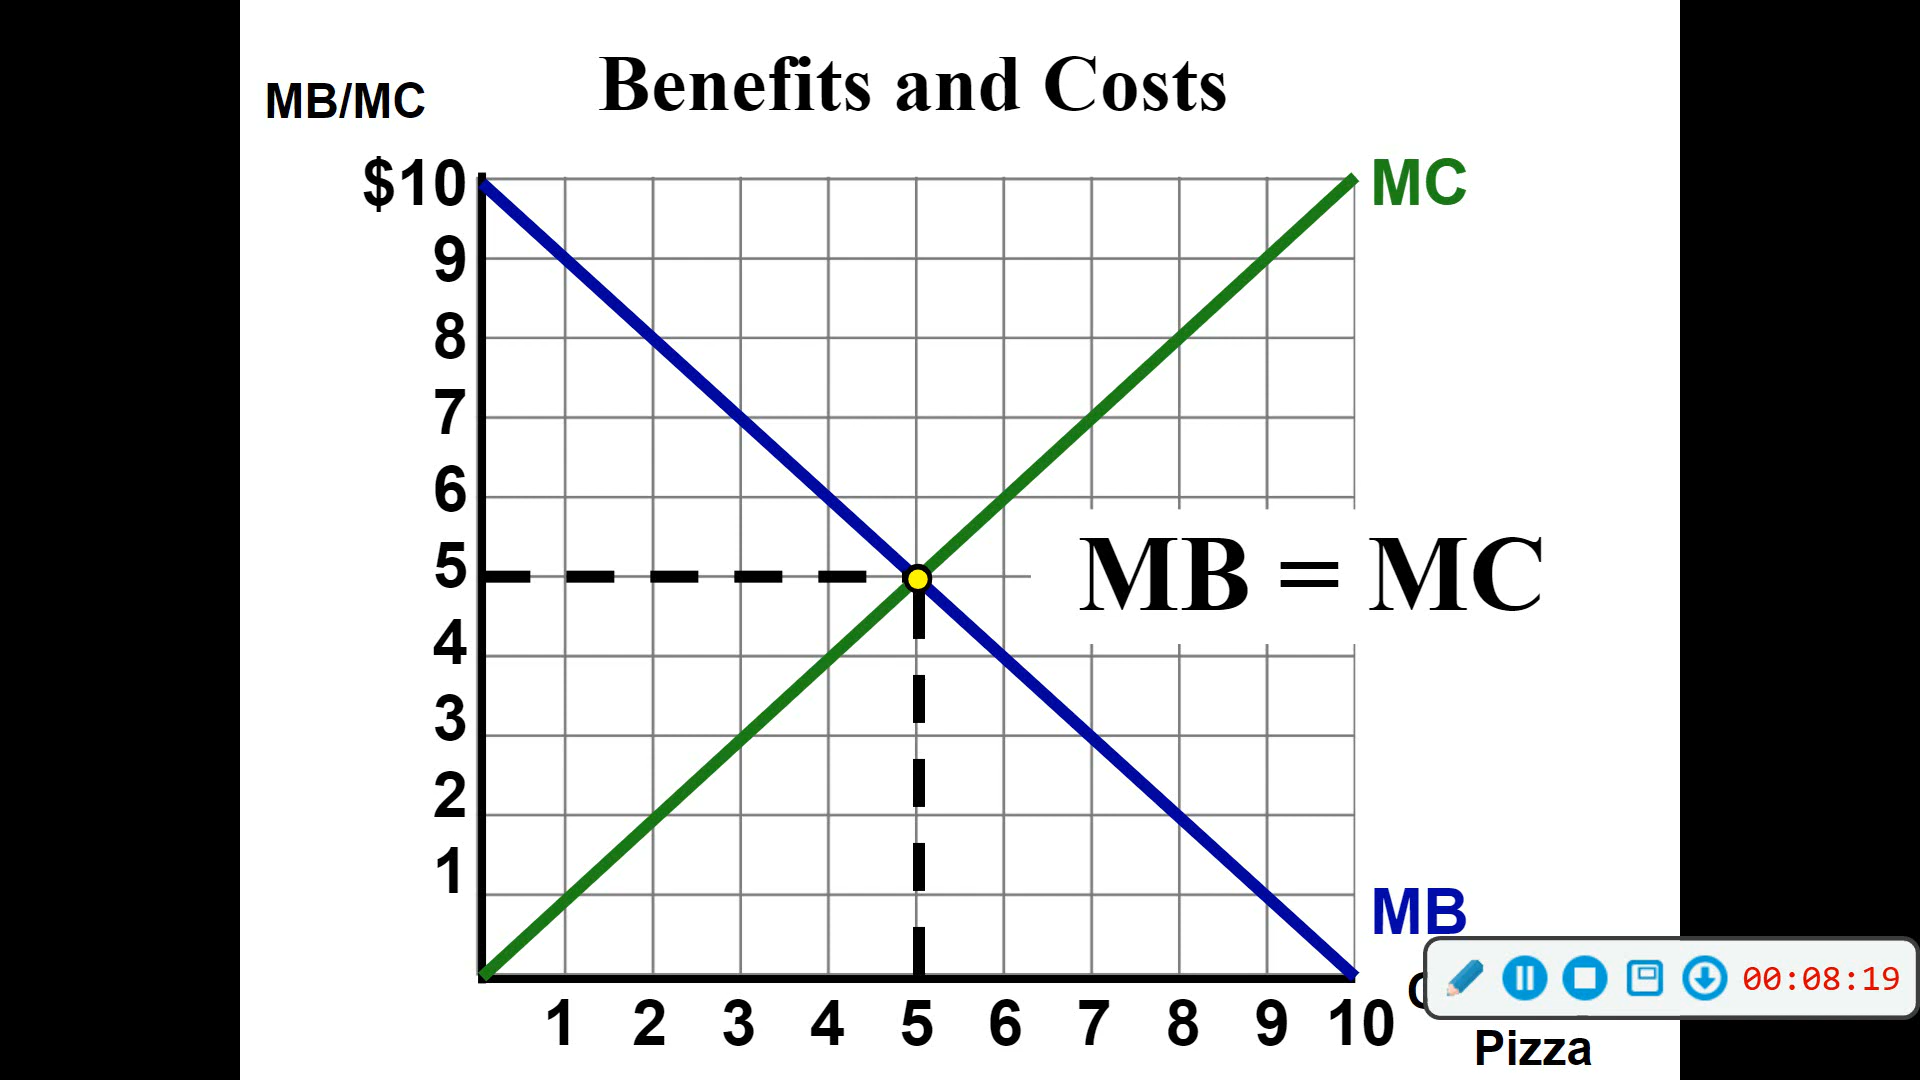 Benefits and Costs
MB/MC
$10
MC
9
8
7
6
5
MB = MC
4
3
2
1
MB
00:08:19
1 2 3 4 5 6 7 8 9 10
Pizza